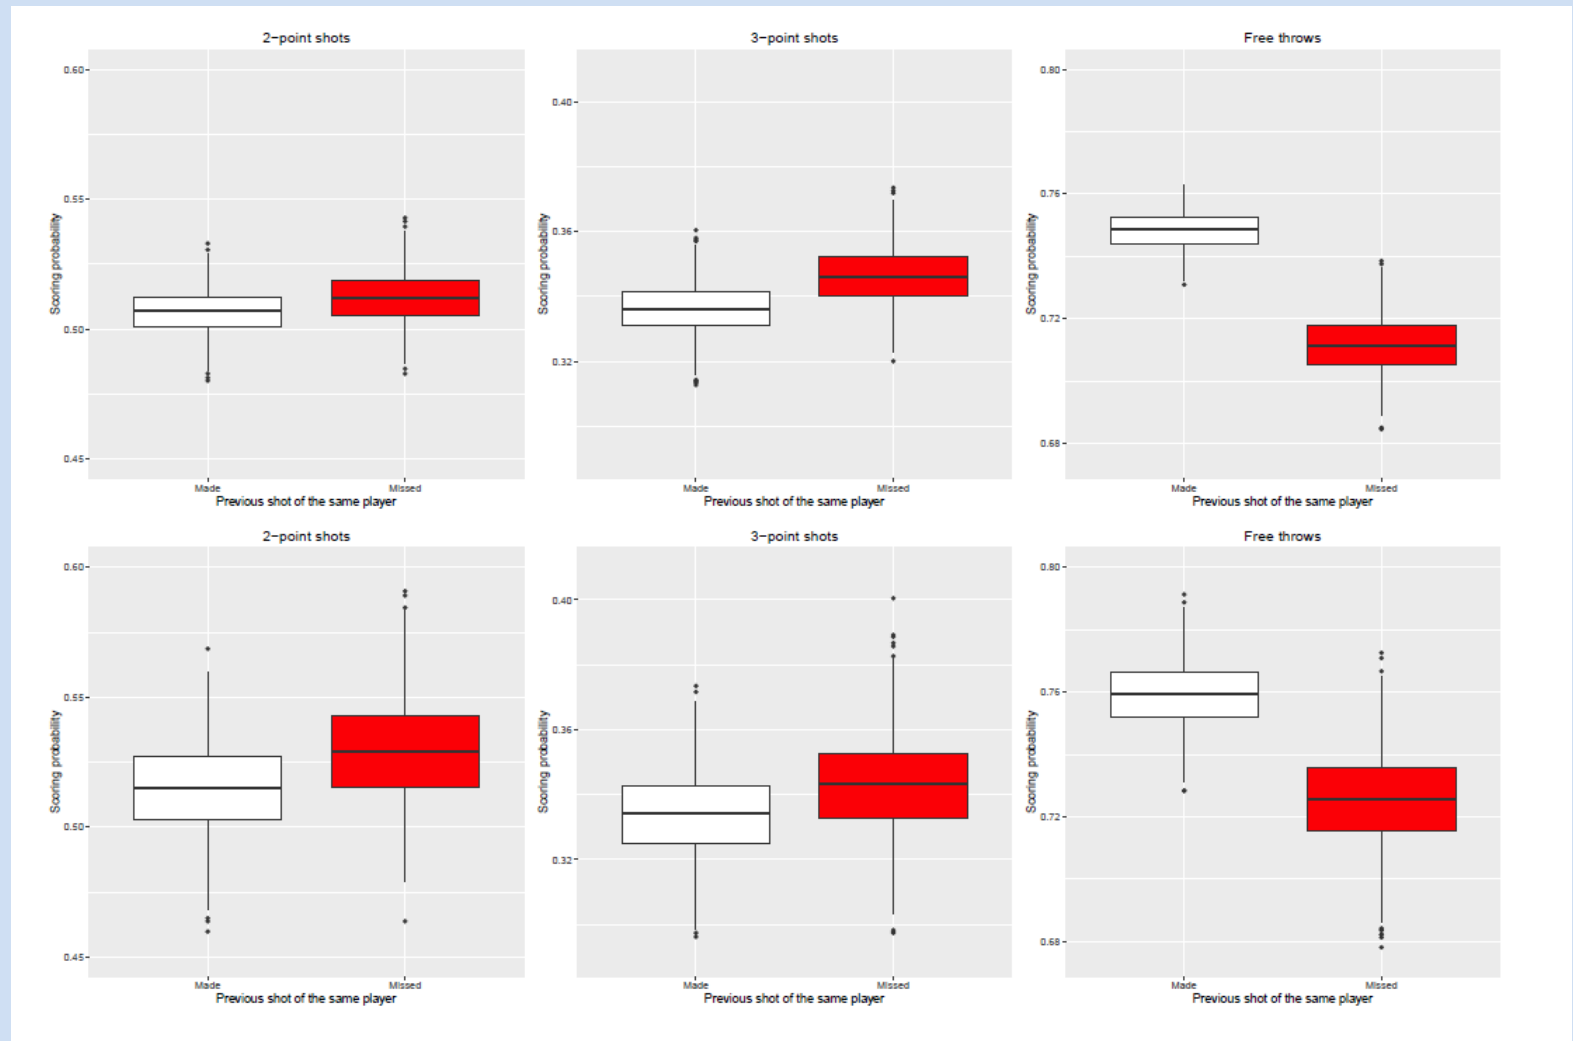 2-point shots
0.60
0.55
0.50
0.45
Scoring probability
Made
Missed
Previous shot of the same player
3-point shots
0.40
0.36
0.32
Scoring probability
Made
Missed
Previous shot of the same player
Free throws
0.80
0.76
0.72
0.68
Scoring probability
Made
Missed
Previous shot of the same player
2-point shots
0.60
0.55
0.50
0.45
Scoring probability
Made
Missed
Previous shot of the same player
3-point shots
0.40
0.36
0.32
Scoring probability
Made
Missed
Previous shot of the same player
Free throws
0.80
0.76
0.72
0.68
Scoring probability
Made
Missed
Previous shot of the same player